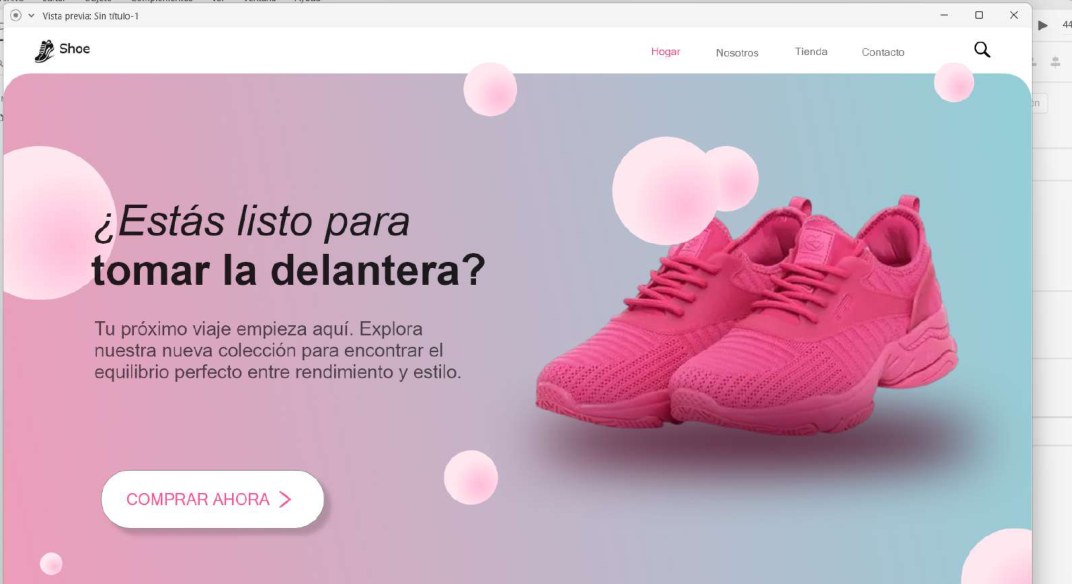 Vista previa: Sin título-1
Shoe
Hogar
Nosotros
Tienda
Contacto
¿Estás listo para
tomar la delantera?
Tu próximo viaje empieza aquí. Explora
nuestra nueva colección para encontrar el
equilibrio perfecto entre rendimiento y estilo.
COMPRAR AHORA